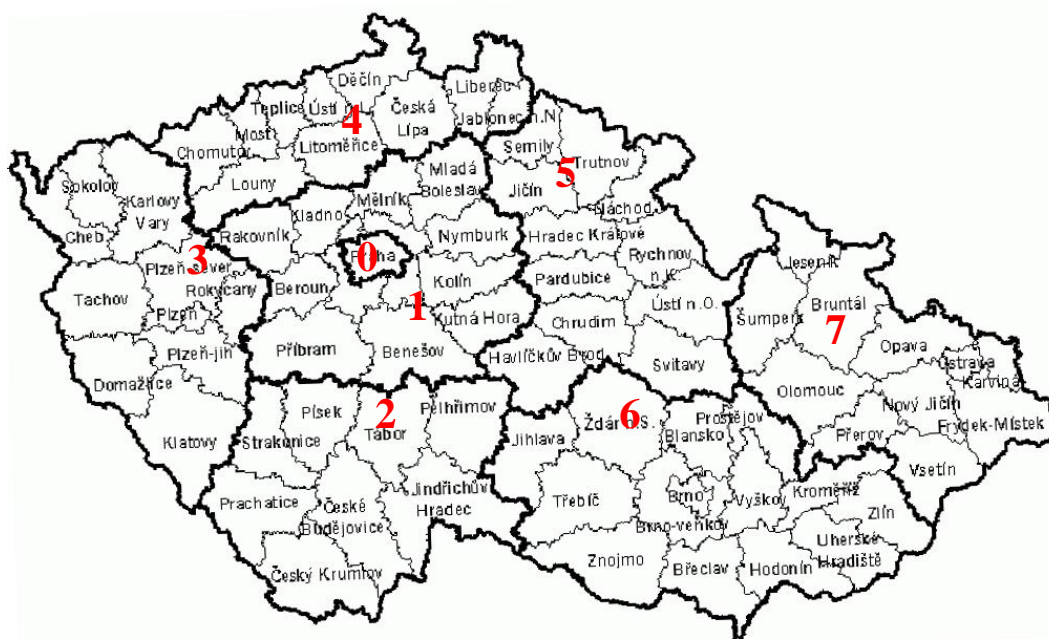 Děčín
Liberec
Teplice
Ústí n.L.
4
Česká
Lípa
Jablonec n.N
Most
Chomutov
Litoměřice
Semily
Trutnov
5
Louny
Mladá
Boleslav
Jičín
Sokolov
Karlovy
Vary
Mělník
Kladno
Náchod
Cheb
Rakovník
Nymburk
Hradec Králové
Praha
0
Rychnov
n.K.
3
Plzeň-sever
Rokycany
Beroun
Kolín
Pardubice
Jeseník
Tachov
Plzeň
1
Kutná Hora
Ústí n.O.
Bruntál
7
Chrudim
Šumperk
Příbram
Benešov
Plzeň-jih
Havlíčkův Brod
Svitavy
Opava
Ostrava
Karviná
Domažlice
Olomouc
Písek
2
Pelhřimov
6
Žďár n.S.
Prostějov
Nový Jičín
Frýdek-Místek
Klatovy
Strakonice
Tábor
Jihlava
Blansko
Přerov
Vsetín
Prachatice
České
Budějovice
Jindřichův
Hradec
Třebíč
Brno
Vyškov
Kroměříž
Zlín
Brno-venkov
Uherské
Hradiště
Znojmo
Český Krumlov
Břeclav
Hodonín